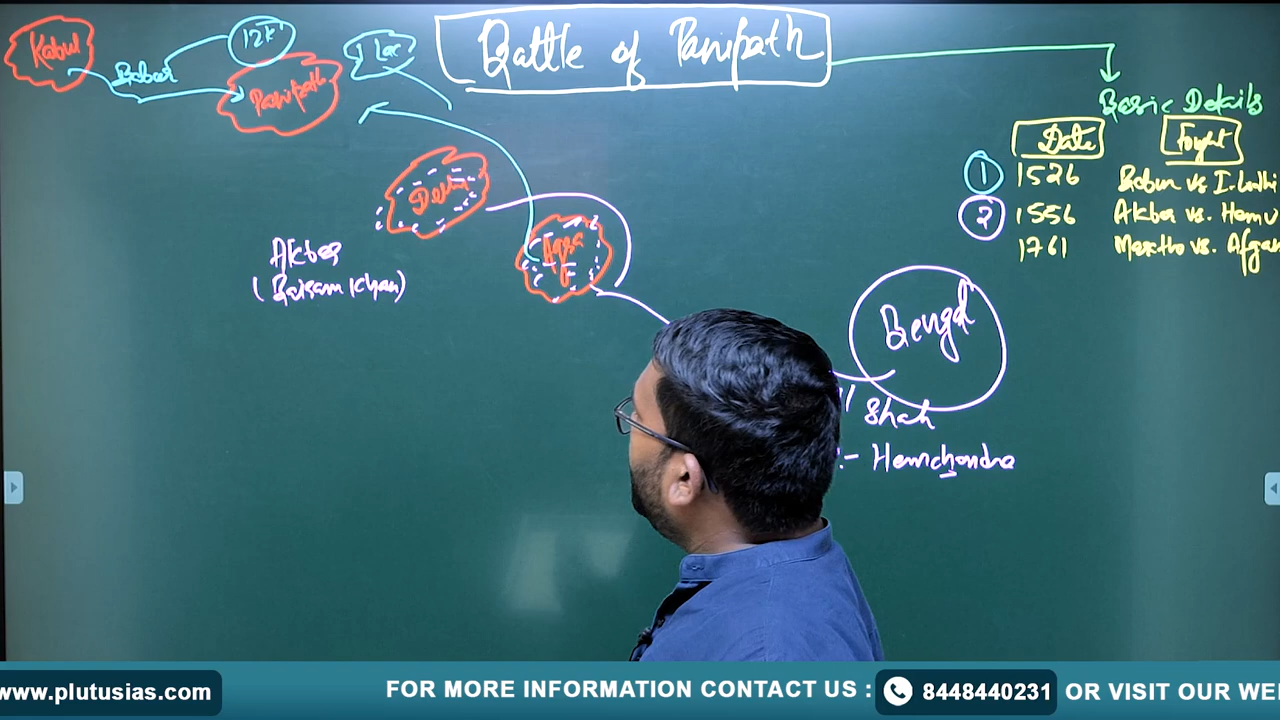 Battle of Panipath
Kabul
Babar
12K
Panipath
1 Lac
Basic Details
Date
Fought
1 1526 Babur vs I. Lodhi
2 1556 Akbar vs. Hemu
1761 Maratha vs. Afgan
Delhi
Agra
Akbar
(Bairam Khan)
Bengal
Shah
:- Hemchandra
www.plutusias.com
FOR MORE INFORMATION CONTACT US : 8448440231 OR VISIT OUR WE